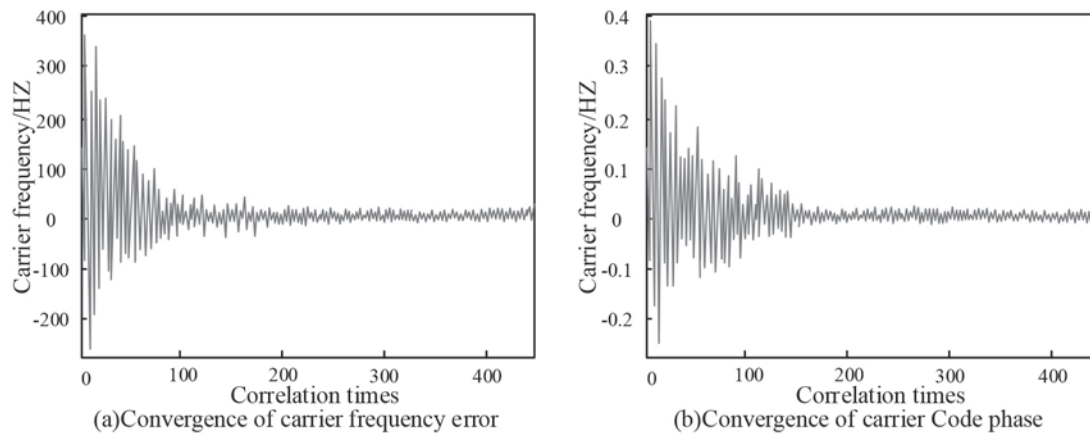 400
300
200
100
0
-100
-200
Carrier frequency/HZ
0 100 200 300 400
Correlation times
(a)Convergence of carrier frequency error
0.4
0.3
0.2
0.1
0
-0.1
-0.2
Carrier frequency/HZ
0 100 200 300 400
Correlation times
(b)Convergence of carrier Code phase